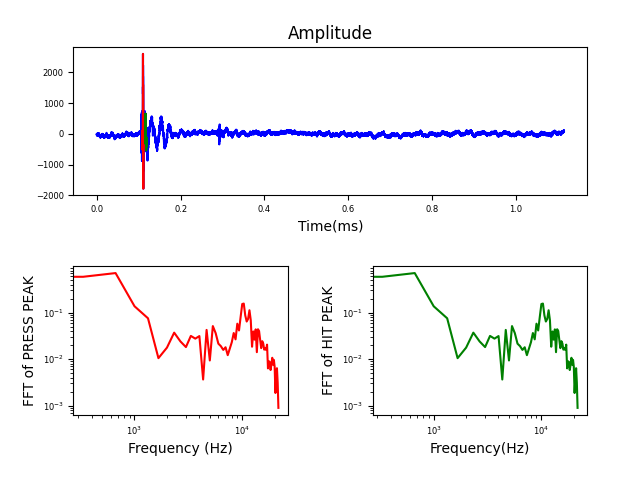 Amplitude
2000
1000
0
−1000
−2000
0.0 0.2 0.4 0.6 0.8 1.0
Time(ms)
FFT of PRESS PEAK
10⁻¹
10⁻²
10⁻³
10³ 10⁴
Frequency (Hz)
FFT of HIT PEAK
10⁻¹
10⁻²
10⁻³
10³ 10⁴
Frequency(Hz)